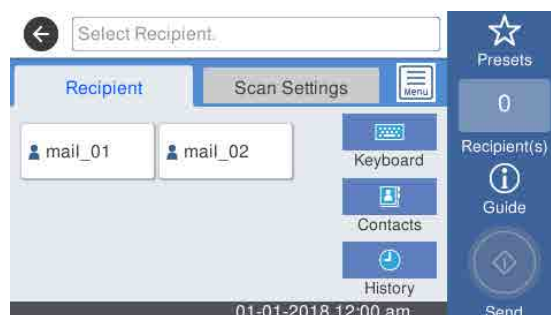 Select Recipient.
Presets
Recipient
Scan Settings
Menu
0
Recipient(s)
mail_01
mail_02
Keyboard
Guide
Contacts
History
01-01-2018 12:00 am
Send